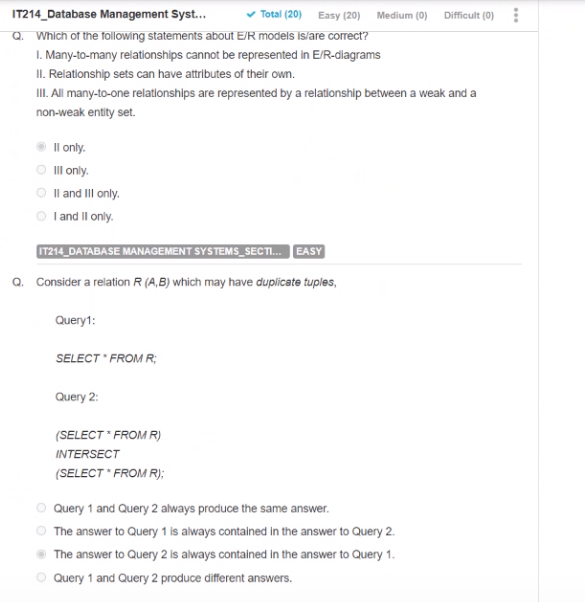 IT214_Database Management Syst...
✓ Total (20) Easy (20) Medium (0) Difficult (0)
Q. Which of the following statements about E/R models is/are correct?
I. Many-to-many relationships cannot be represented in E/R-diagrams
II. Relationship sets can have attributes of their own.
III. All many-to-one relationships are represented by a relationship between a weak and a
non-weak entity set.
II only.
III only.
II and III only.
I and II only.
IT214_DATABASE MANAGEMENT SYSTEMS_SECTI... EASY
Q. Consider a relation R (A,B) which may have duplicate tuples,
Query1:
SELECT * FROM R;
Query 2:
(SELECT * FROM R)
INTERSECT
(SELECT * FROM R);
Query 1 and Query 2 always produce the same answer.
The answer to Query 1 is always contained in the answer to Query 2.
The answer to Query 2 is always contained in the answer to Query 1.
Query 1 and Query 2 produce different answers.